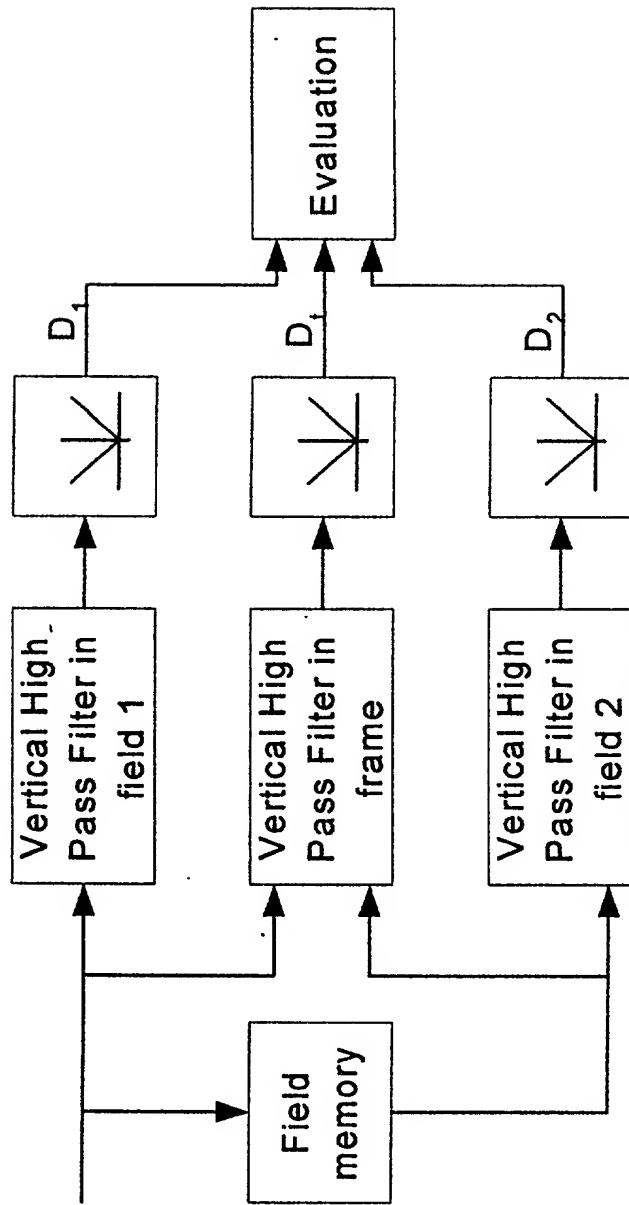 Field
memory
Vertical High
Pass Filter in
field 1
Vertical High
Pass Filter in
frame
Vertical High
Pass Filter in
field 2
D₁
Dₜ
D₂
Evaluation